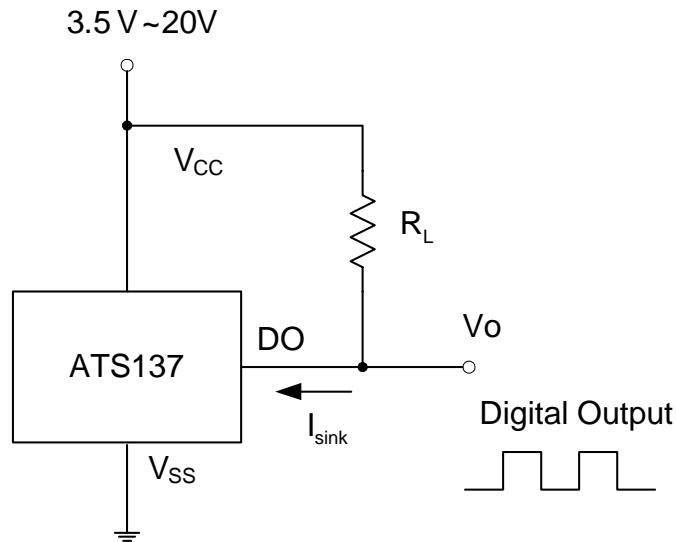 3.5 V ~20V
VCC
RL
DO
Vo
ATS137
Isink
Digital Output
VSS